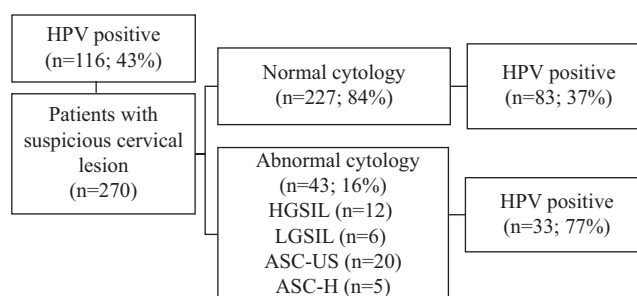 HPV positive
(n=116; 43%)
Patients with
suspicious cervical
lesion
(n=270)
Normal cytology
(n=227; 84%)
HPV positive
(n=83; 37%)
Abnormal cytology
(n=43; 16%)
HGSIL (n=12)
LGSIL (n=6)
ASC-US (n=20)
ASC-H (n=5)
HPV positive
(n=33; 77%)